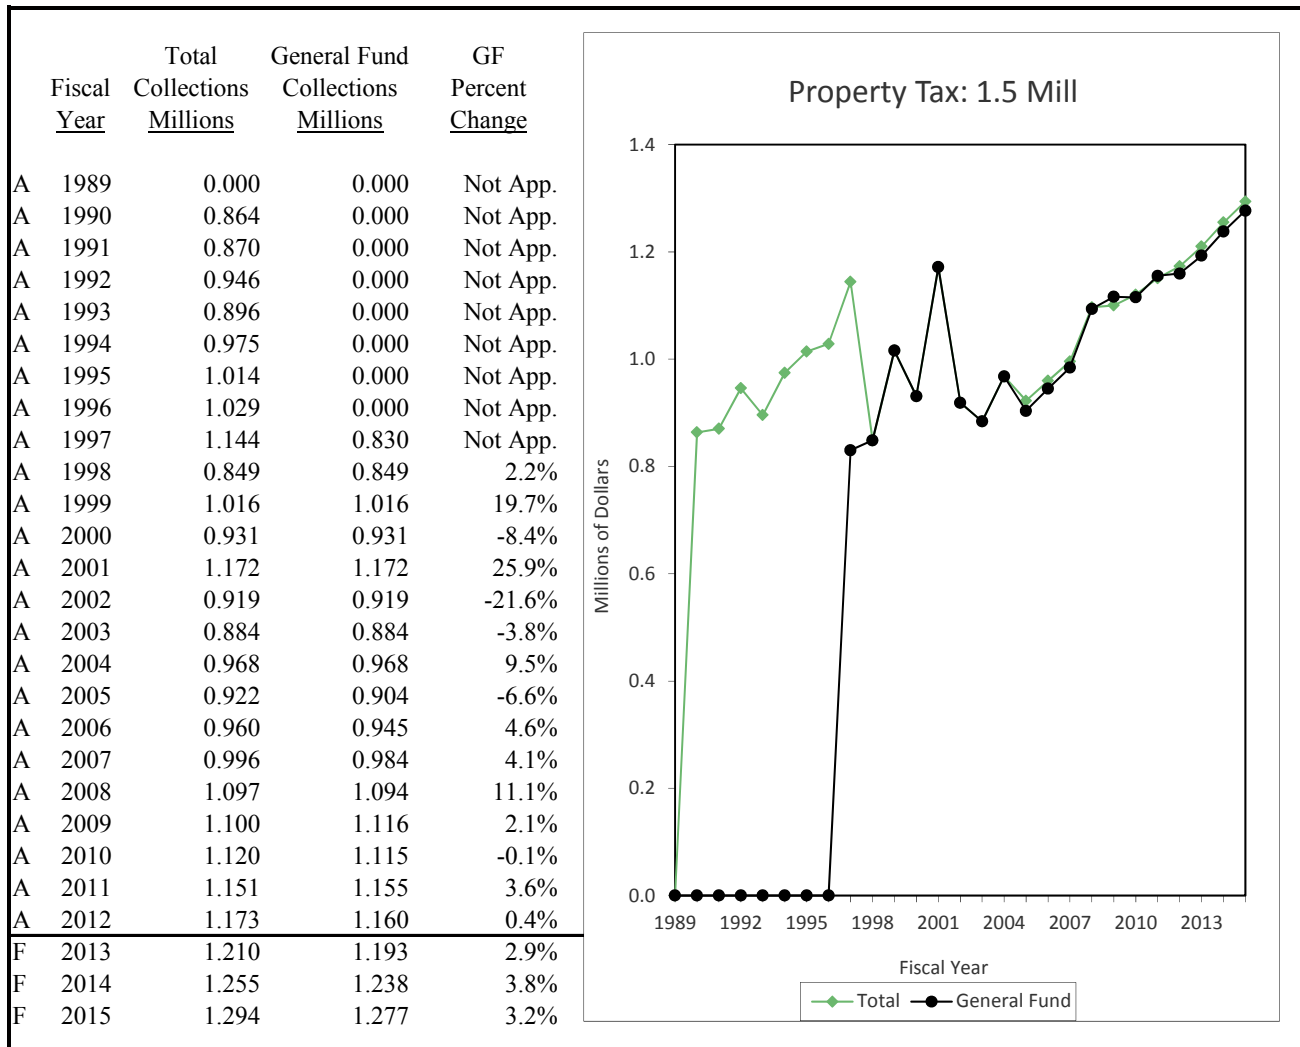 Total General Fund GF
Fiscal Collections Collections Percent
Year Millions Millions Change
A 1989 0.000 0.000 Not App.
A 1990 0.864 0.000 Not App.
A 1991 0.870 0.000 Not App.
A 1992 0.946 0.000 Not App.
A 1993 0.896 0.000 Not App.
A 1994 0.975 0.000 Not App.
A 1995 1.014 0.000 Not App.
A 1996 1.029 0.000 Not App.
A 1997 1.144 0.830 Not App.
A 1998 0.849 0.849 2.2%
A 1999 1.016 1.016 19.7%
A 2000 0.931 0.931 -8.4%
A 2001 1.172 1.172 25.9%
A 2002 0.919 0.919 -21.6%
A 2003 0.884 0.884 -3.8%
A 2004 0.968 0.968 9.5%
A 2005 0.922 0.904 -6.6%
A 2006 0.960 0.945 4.6%
A 2007 0.996 0.984 4.1%
A 2008 1.097 1.094 11.1%
A 2009 1.100 1.116 2.1%
A 2010 1.120 1.115 -0.1%
A 2011 1.151 1.155 3.6%
A 2012 1.173 1.160 0.4%
F 2013 1.210 1.193 2.9%
F 2014 1.255 1.238 3.8%
F 2015 1.294 1.277 3.2%
Property Tax: 1.5 Mill
1.4
1.2
1.0
0.8
0.6
0.4
0.2
0.0
Millions of Dollars
1989 1992 1995 1998 2001 2004 2007 2010 2013
Fiscal Year
Total General Fund